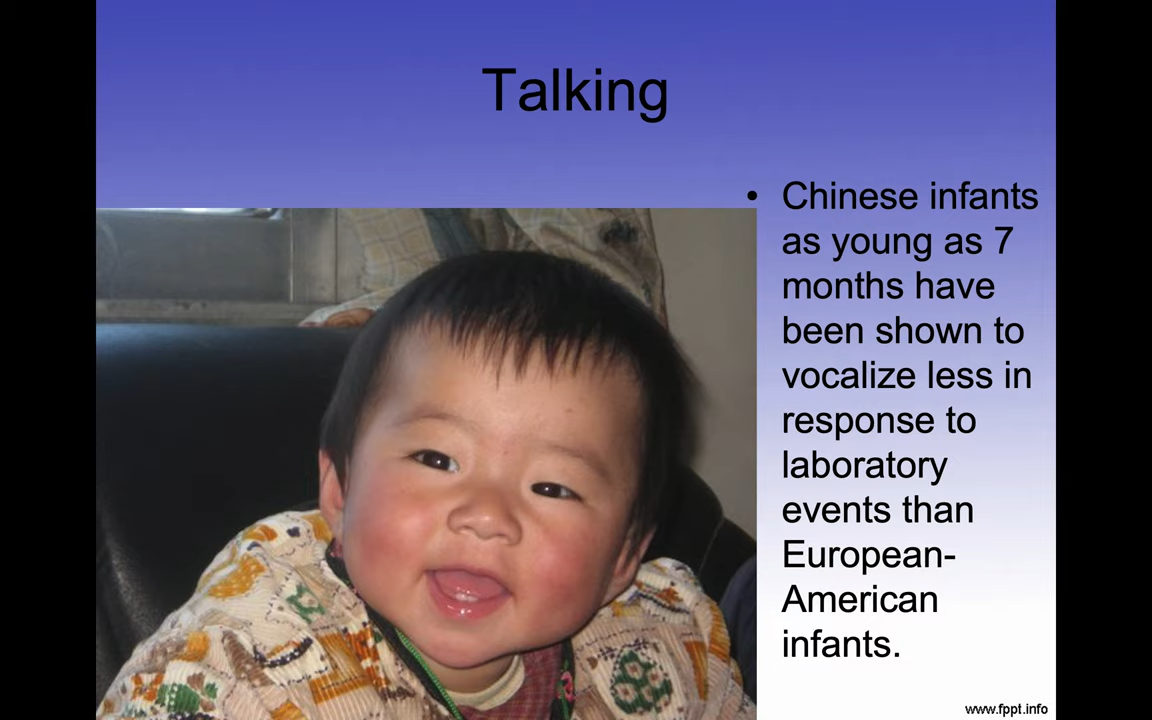 Talking
• Chinese infants
as young as 7
months have
been shown to
vocalize less in
response to
laboratory
events than
European-
American
infants.
www.fppt.info